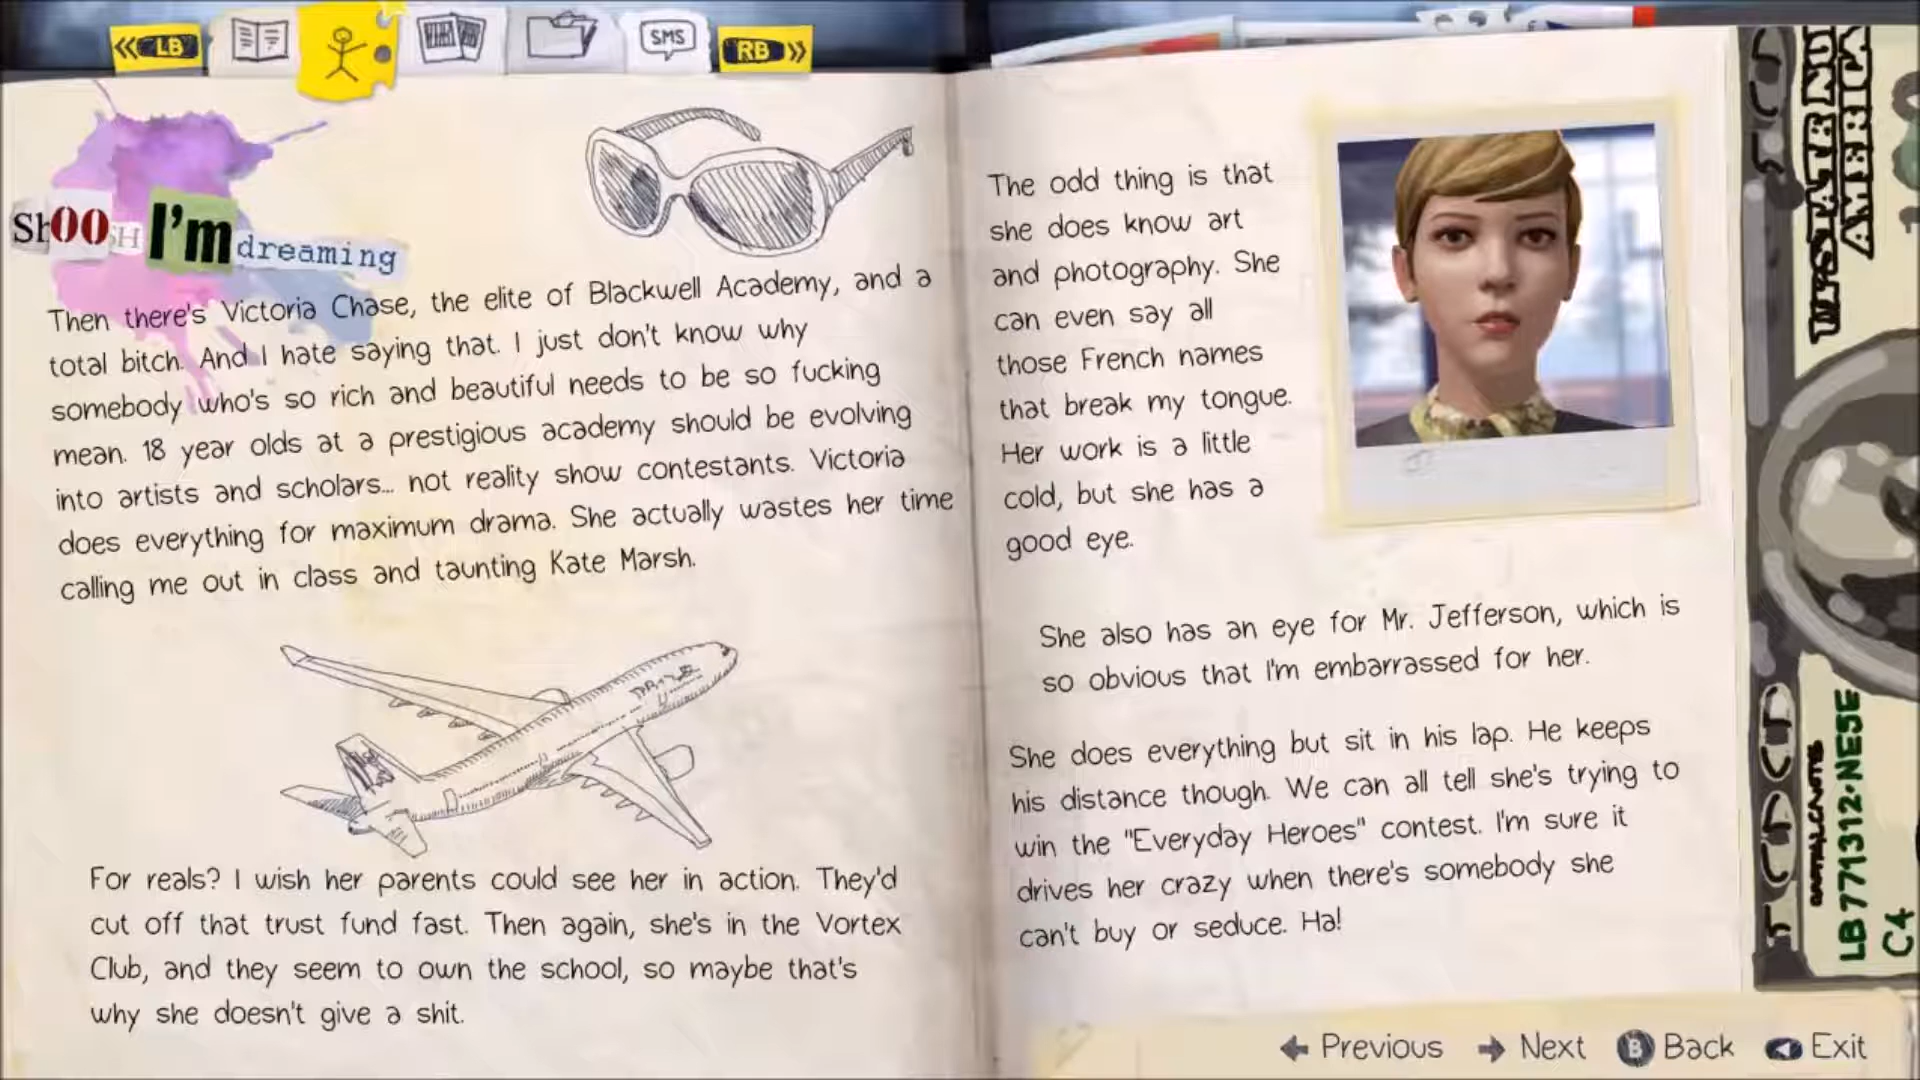 LB
SMS
RB
ShOOSH I'm dreaming
Then there's Victoria Chase, the elite of Blackwell Academy, and a
total bitch. And I hate saying that. I just don't know why
somebody who's so rich and beautiful needs to be so fucking
mean. 18 year olds at a prestigious academy should be evolving
into artists and scholars... not reality show contestants. Victoria
does everything for maximum drama. She actually wastes her time
calling me out in class and taunting Kate Marsh.
For reals? I wish her parents could see her in action. They'd
cut off that trust fund fast. Then again, she's in the Vortex
Club, and they seem to own the school, so maybe that's
why she doesn't give a shit.
The odd thing is that
she does know art
and photography. She
can even say all
those French names
that break my tongue.
Her work is a little
cold, but she has a
good eye.
She also has an eye for Mr. Jefferson, which is
so obvious that I'm embarrassed for her.
She does everything but sit in his lap. He keeps
his distance though. We can all tell she's trying to
win the "Everyday Heroes" contest. I'm sure it
drives her crazy when there's somebody she
can't buy or seduce. Ha!
AMERICA
LB771312·NE5E
C4
Previous
Next
B Back
Exit